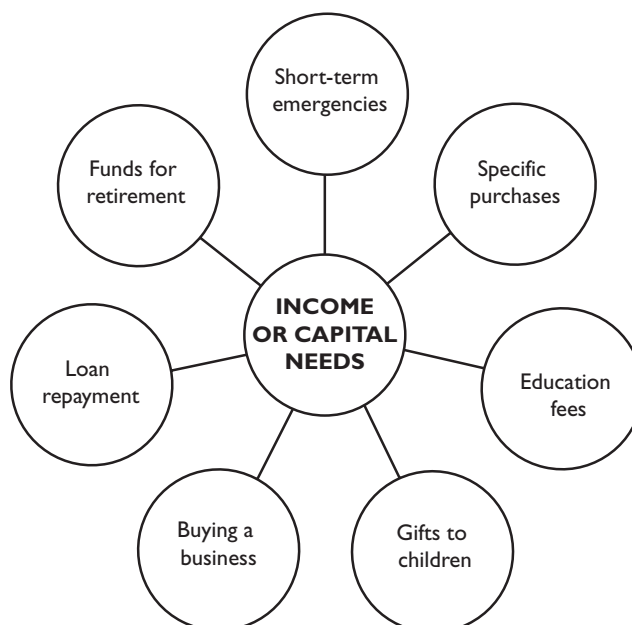 Short-term
emergencies
Funds for
retirement
Specific
purchases
INCOME
OR CAPITAL
NEEDS
Loan
repayment
Education
fees
Buying a
business
Gifts to
children